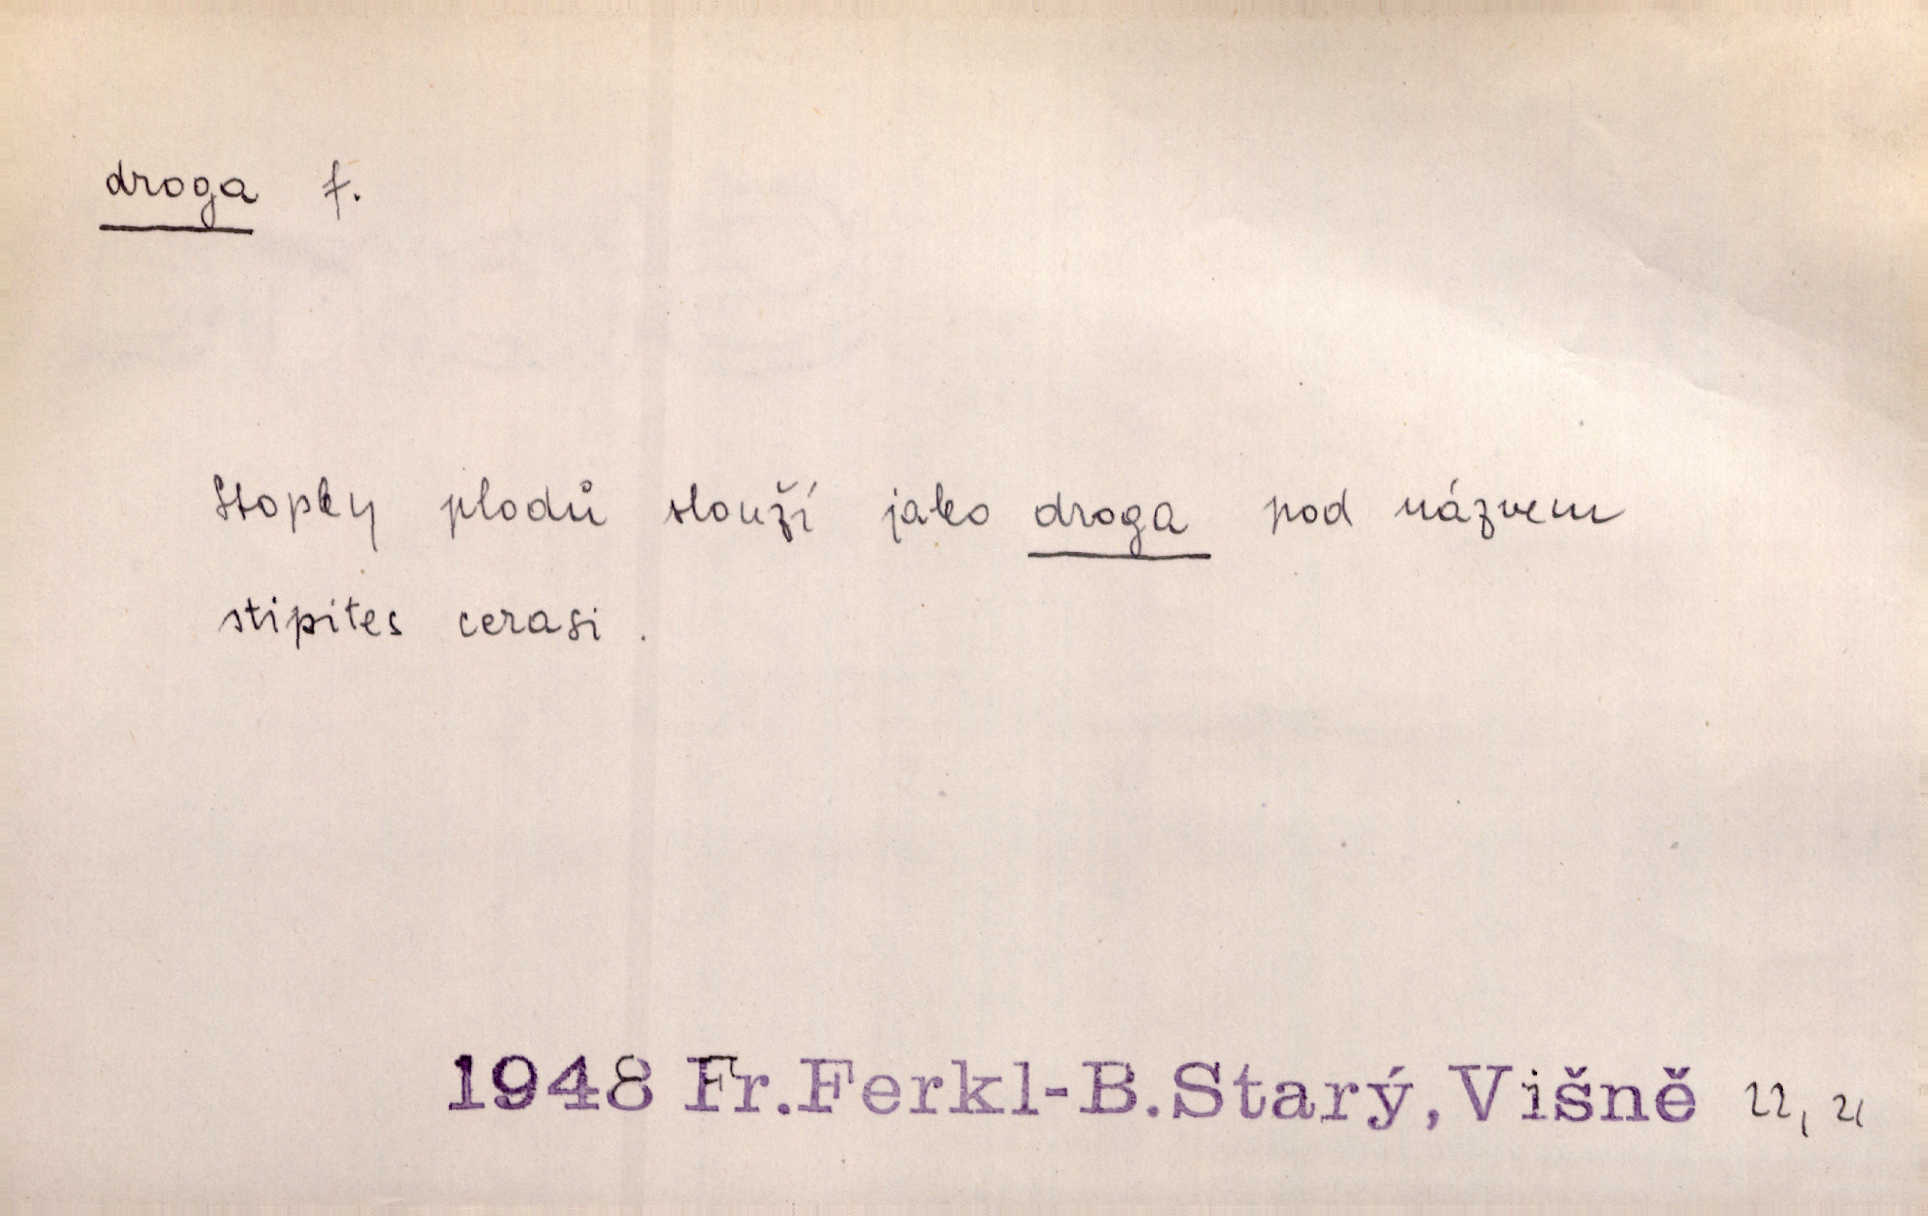 droga f.
Stopky plodů slouží jako droga pod názvem
stipites cerasi.
1948 Fr.Ferkl-B.Starý,Višně 22, 21